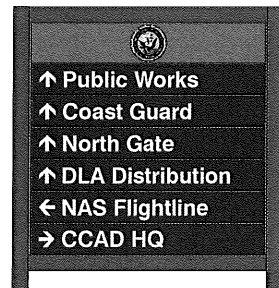 ↑ Public Works
↑ Coast Guard
↑ North Gate
↑ DLA Distribution
← NAS Flightline
→ CCAD HQ